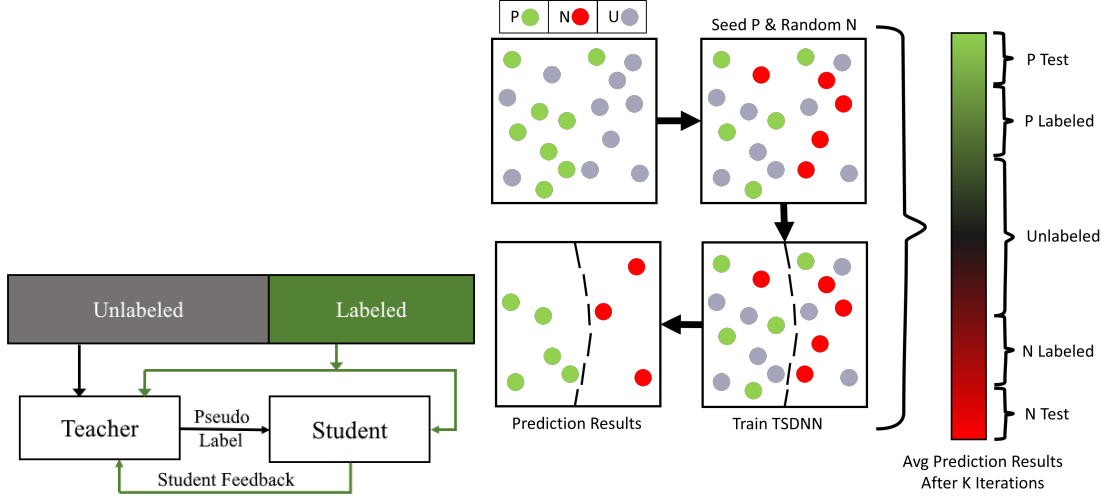 P
N
U
Seed P & Random N
P Test
P Labeled
Unlabeled
N Labeled
N Test
Avg Prediction Results
After K Iterations
Prediction Results
Train TSDNN
Unlabeled
Labeled
Teacher
Pseudo
Label
Student
Student Feedback